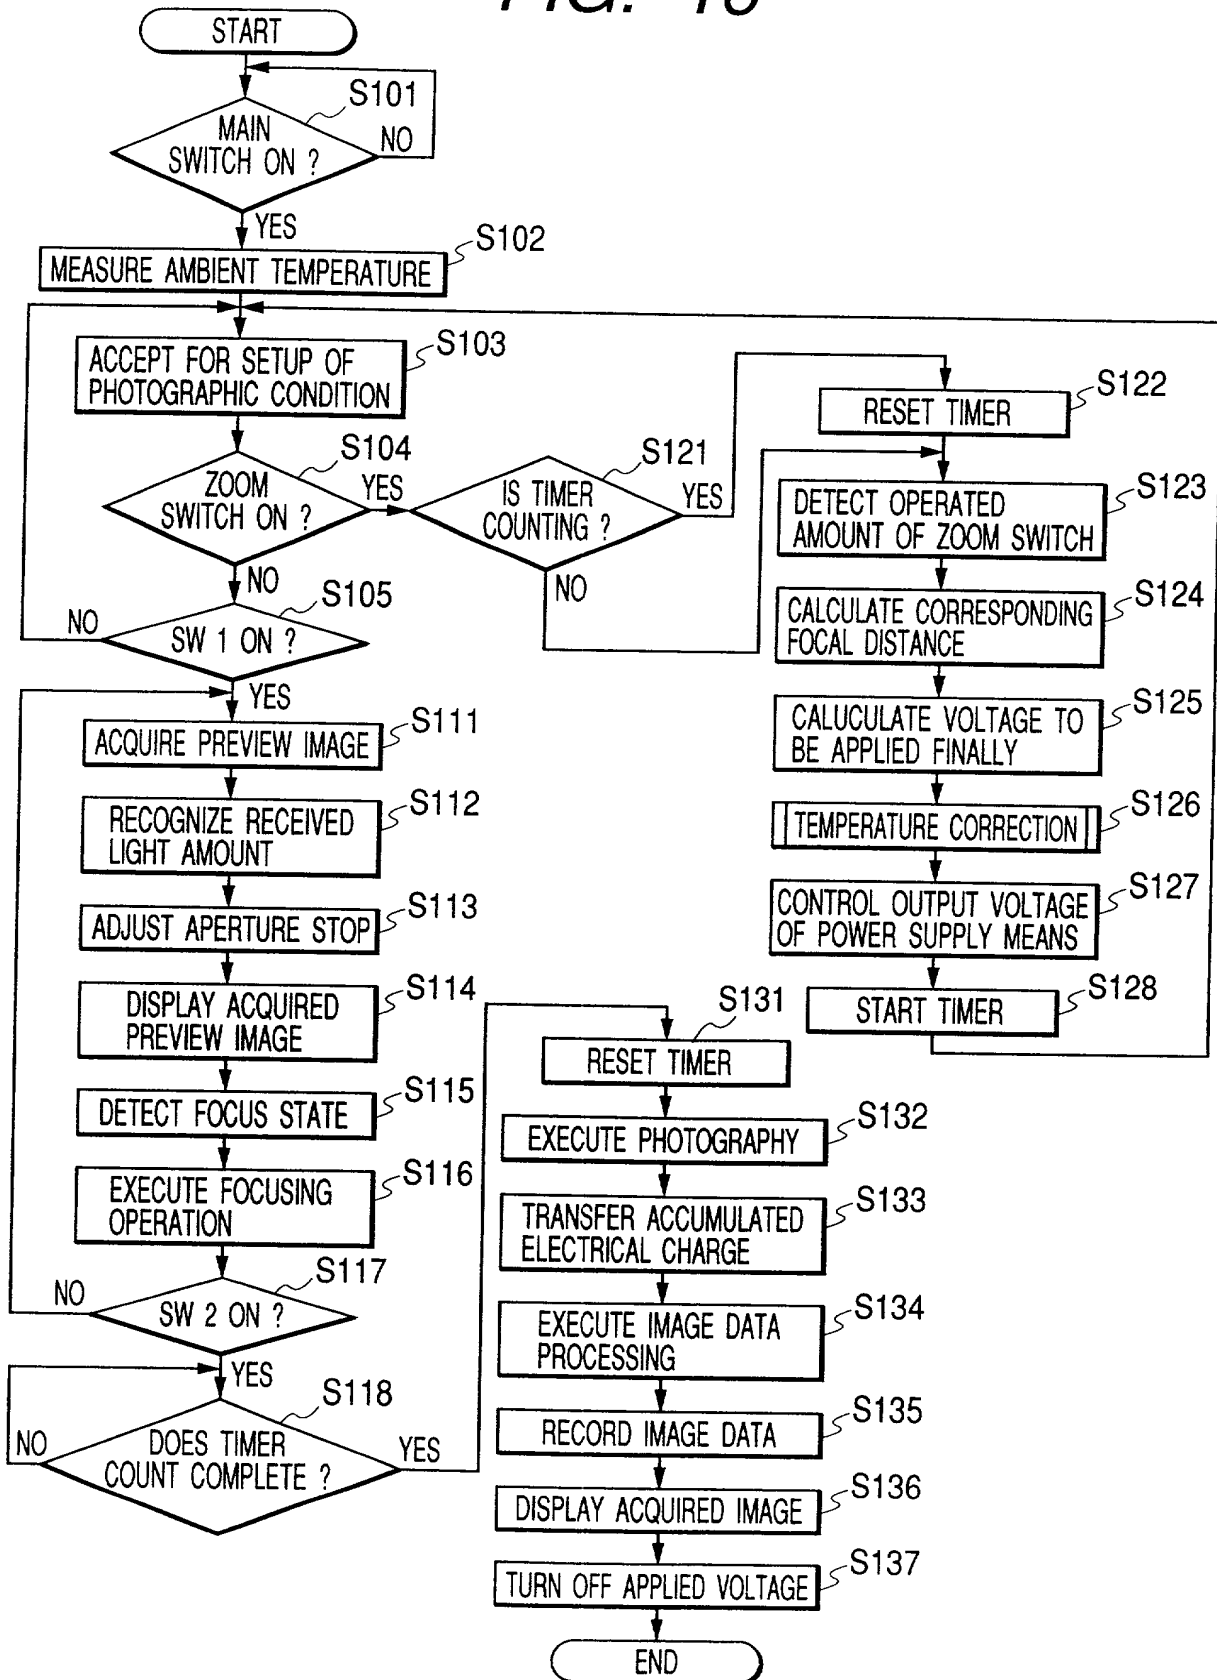 FIG.
START
S101
MAIN
SWITCH ON ?
NO
YES
S102
MEASURE AMBIENT TEMPERATURE
S103
ACCEPT FOR SETUP OF
PHOTOGRAPHIC CONDITION
S104
ZOOM
SWITCH ON ?
YES
NO
S105
SW 1 ON ?
NO
YES
S111
ACQUIRE PREVIEW IMAGE
S112
RECOGNIZE RECEIVED
LIGHT AMOUNT
S113
ADJUST APERTURE STOP
S114
DISPLAY ACQUIRED
PREVIEW IMAGE
S115
DETECT FOCUS STATE
S116
EXECUTE FOCUSING
OPERATION
S117
SW 2 ON ?
NO
YES
S118
DOES TIMER
COUNT COMPLETE ?
NO
YES
S121
IS TIMER
COUNTING ?
YES
NO
S122
RESET TIMER
S123
DETECT OPERATED
AMOUNT OF ZOOM SWITCH
S124
CALCULATE CORRESPONDING
FOCAL DISTANCE
S125
CALUCULATE VOLTAGE TO
BE APPLIED FINALLY
S126
TEMPERATURE CORRECTION
S127
CONTROL OUTPUT VOLTAGE
OF POWER SUPPLY MEANS
S128
START TIMER
S131
RESET TIMER
S132
EXECUTE PHOTOGRAPHY
S133
TRANSFER ACCUMULATED
ELECTRICAL CHARGE
S134
EXECUTE IMAGE DATA
PROCESSING
S135
RECORD IMAGE DATA
S136
DISPLAY ACQUIRED IMAGE
S137
TURN OFF APPLIED VOLTAGE
END